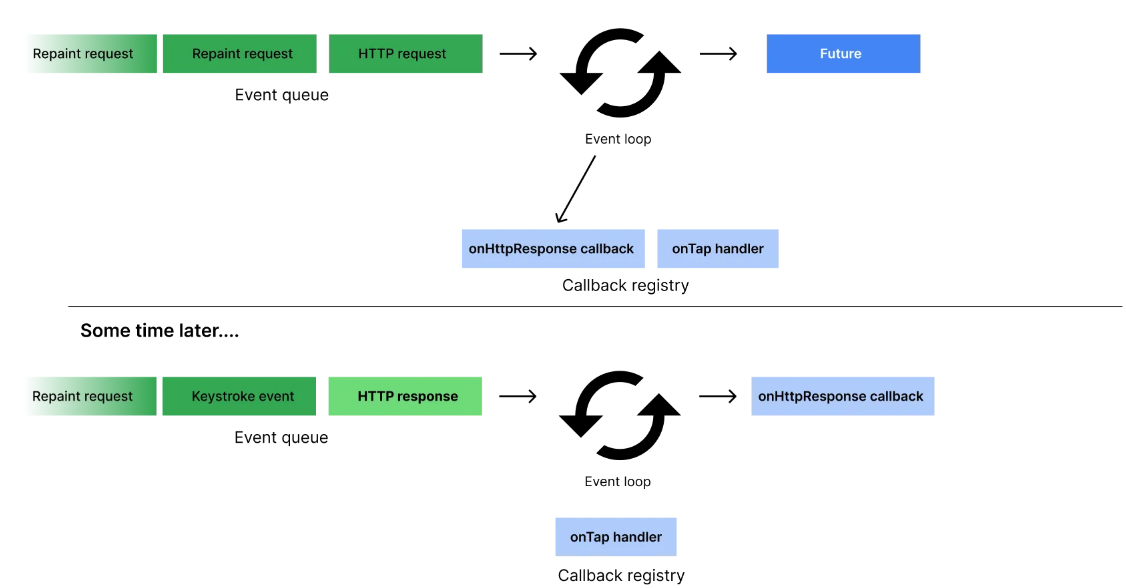 Repaint request
Repaint request
HTTP request
Future
Event queue
Event loop
onHttpResponse callback
onTap handler
Callback registry
Some time later....
Repaint request
Keystroke event
HTTP response
onHttpResponse callback
Event queue
Event loop
onTap handler
Callback registry